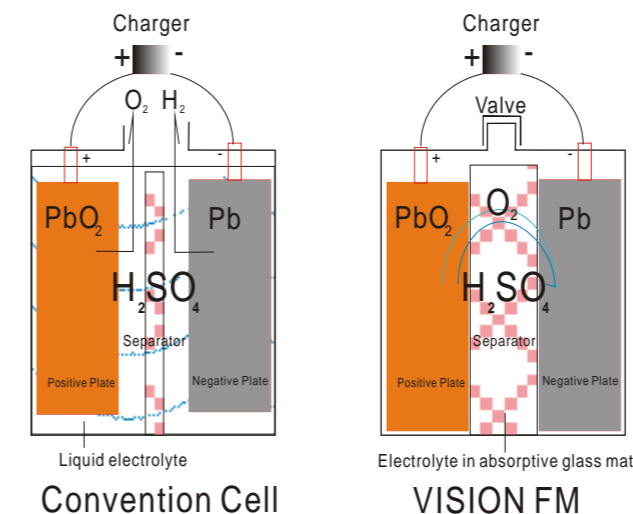 Charger
+ -
O2 H2
+ -
PbO2 Pb
H2SO4
Separator
Positive Plate Negative Plate
Liquid electrolyte
Convention Cell
Charger
+ -
Valve
+ -
PbO2 O2 Pb
H2SO4
Separator
Positive Plate Negative Plate
Electrolyte in absorptive glass mat
VISION FM